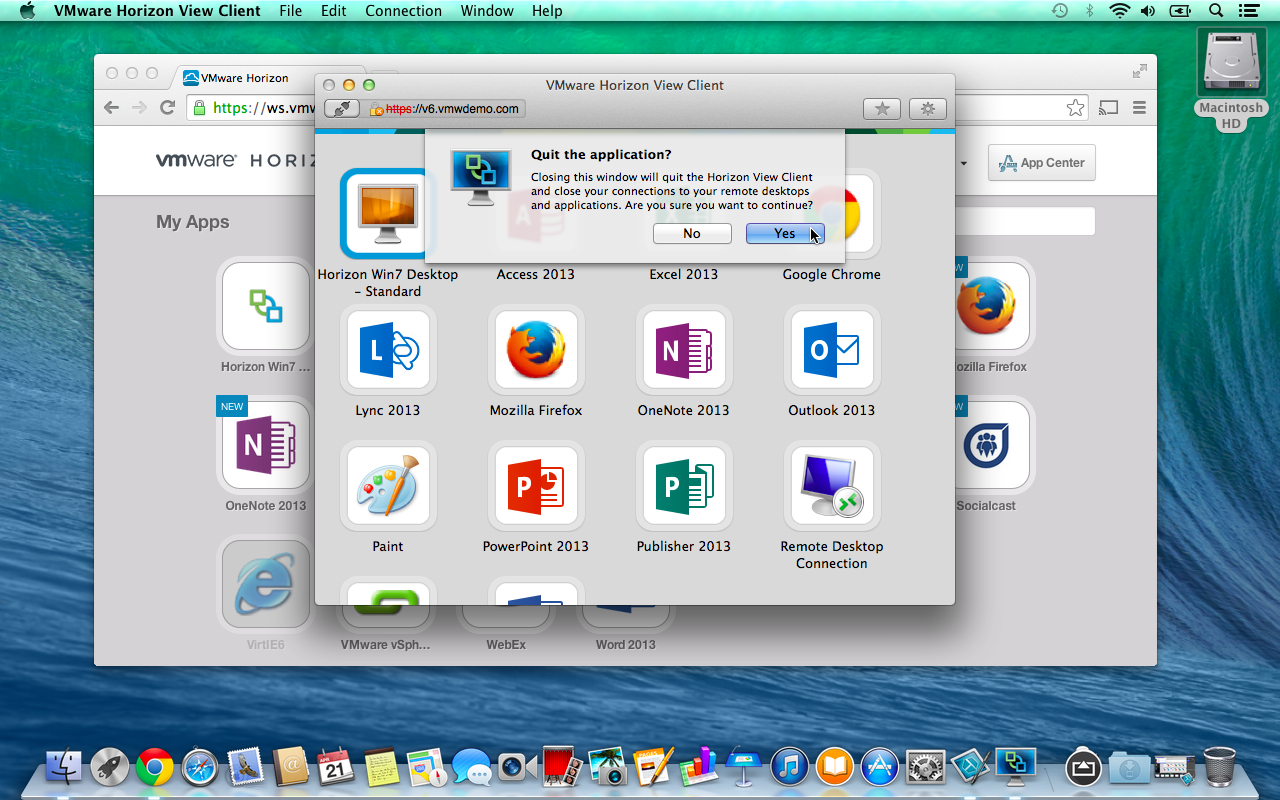 VMware Horizon View Client File Edit Connection Window Help
Macintosh
HD
VMware Horizon
https://ws.vmw
vmware® HORIZ
App Center
My Apps
Horizon Win7 ...
Firefox
NEW
OneNote 2013
Socialcast
VirtIE6
VMware vSph...
WebEx
Word 2013
VMware Horizon View Client
https://v6.vmwdemo.com
Quit the application?
Closing this window will quit the Horizon View Client
and close your connections to your remote desktops
and applications. Are you sure you want to continue?
No Yes
Horizon Win7 Desktop
– Standard
Access 2013
Excel 2013
Google Chrome
Lync 2013
Mozilla Firefox
OneNote 2013
Outlook 2013
Paint
PowerPoint 2013
Publisher 2013
Remote Desktop
Connection
APR
21